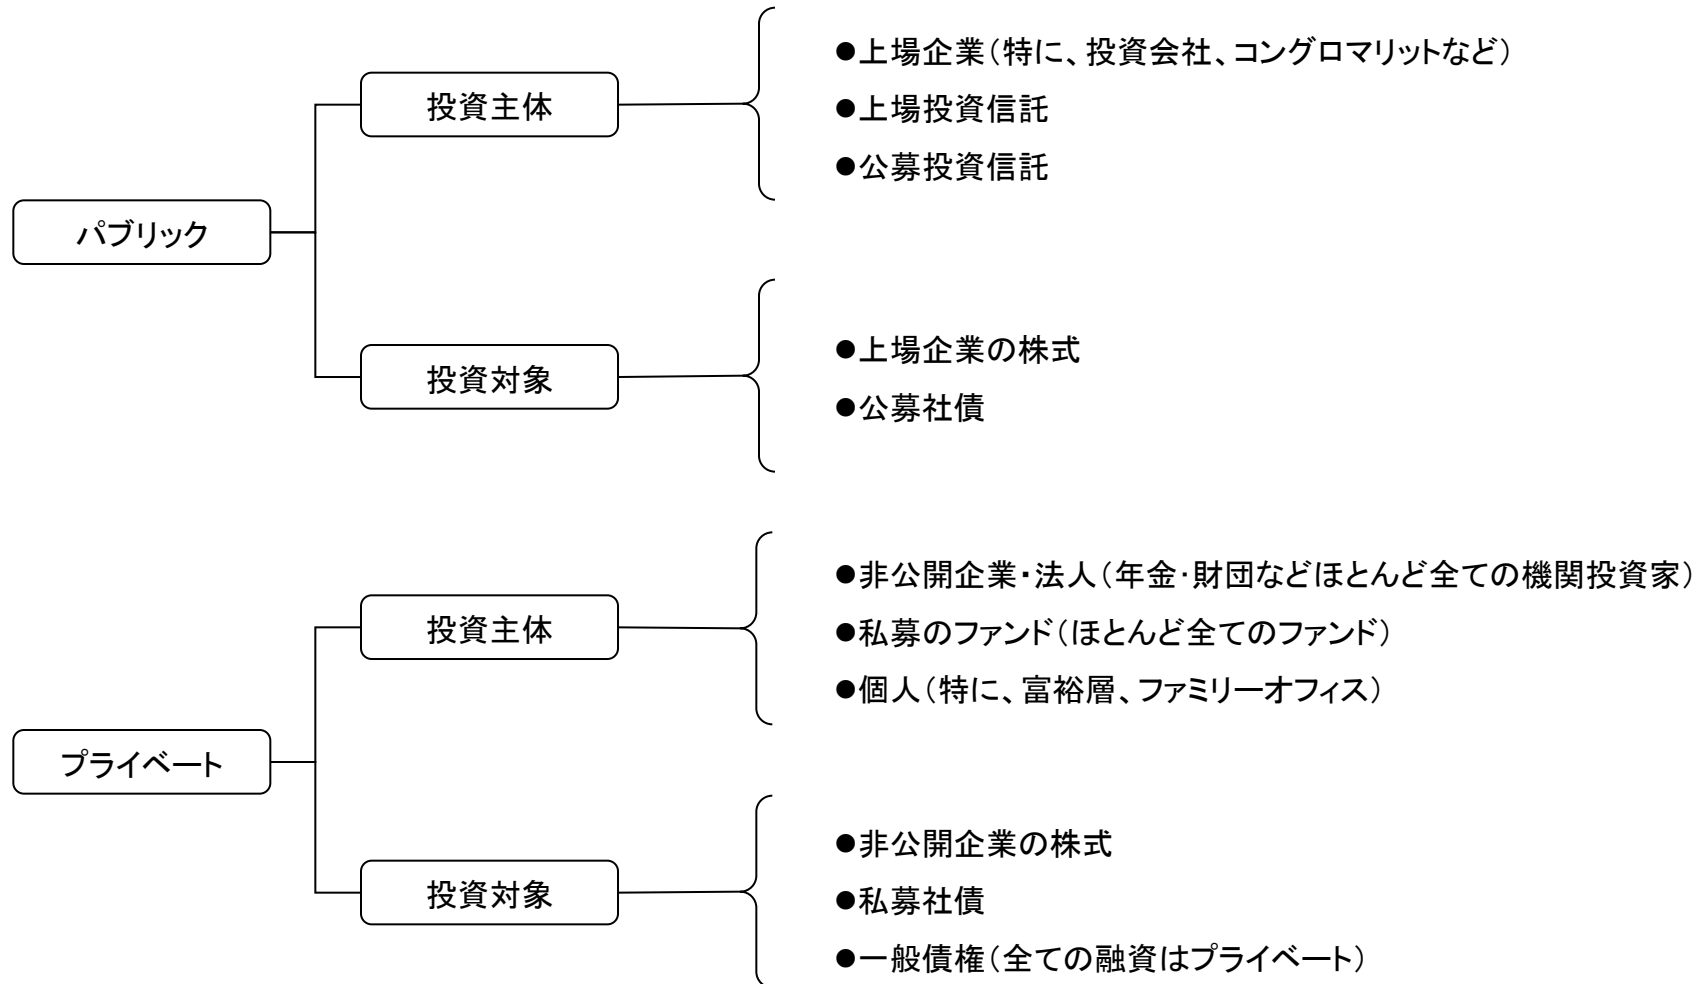 パブリック
投資主体
●上場企業（特に、投資会社、コングロマリットなど）
●上場投資信託
●公募投資信託
投資対象
●上場企業の株式
●公募社債
プライベート
投資主体
●非公開企業・法人（年金・財団などほとんど全ての機関投資家）
●私募のファンド（ほとんど全てのファンド）
●個人（特に、富裕層、ファミリーオフィス）
投資対象
●非公開企業の株式
●私募社債
●一般債権（全ての融資はプライベート）